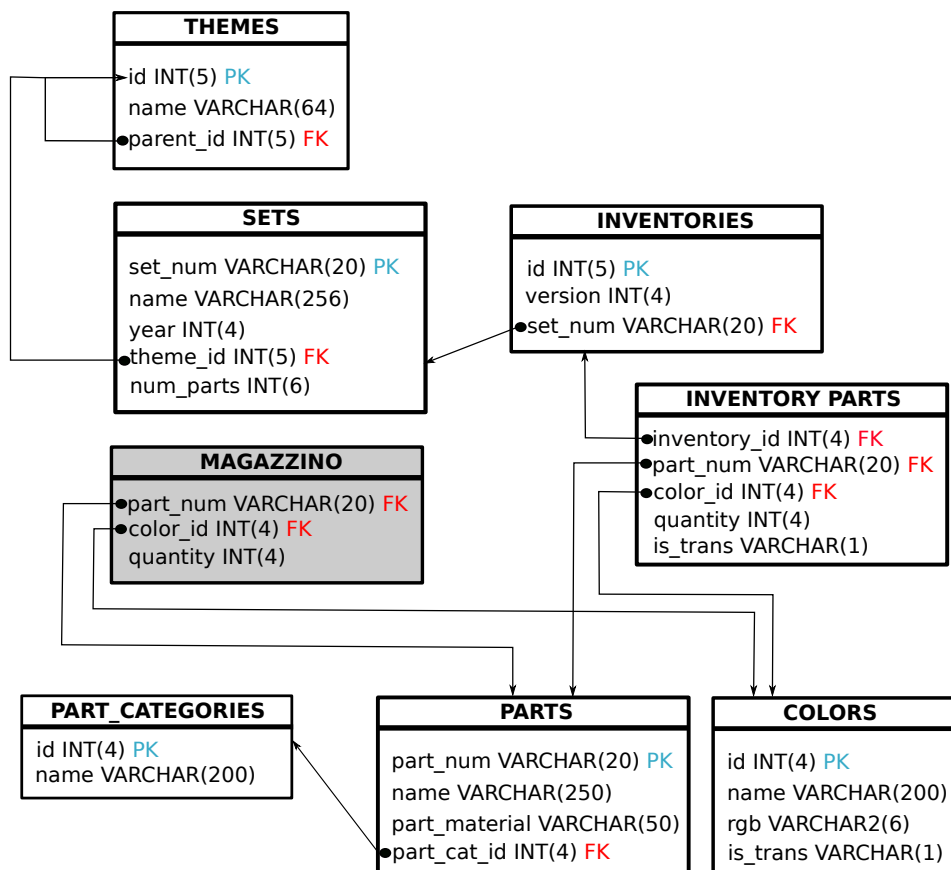 THEMES
id INT(5) PK
name VARCHAR(64)
parent_id INT(5) FK
SETS
set_num VARCHAR(20) PK
name VARCHAR(256)
year INT(4)
theme_id INT(5) FK
num_parts INT(6)
INVENTORIES
id INT(5) PK
version INT(4)
set_num VARCHAR(20) FK
INVENTORY PARTS
inventory_id INT(4) FK
part_num VARCHAR(20) FK
color_id INT(4) FK
quantity INT(4)
is_trans VARCHAR(1)
MAGAZZINO
part_num VARCHAR(20) FK
color_id INT(4) FK
quantity INT(4)
PART_CATEGORIES
id INT(4) PK
name VARCHAR(200)
PARTS
part_num VARCHAR(20) PK
name VARCHAR(250)
part_material VARCHAR(50)
part_cat_id INT(4) FK
COLORS
id INT(4) PK
name VARCHAR(200)
rgb VARCHAR2(6)
is_trans VARCHAR(1)